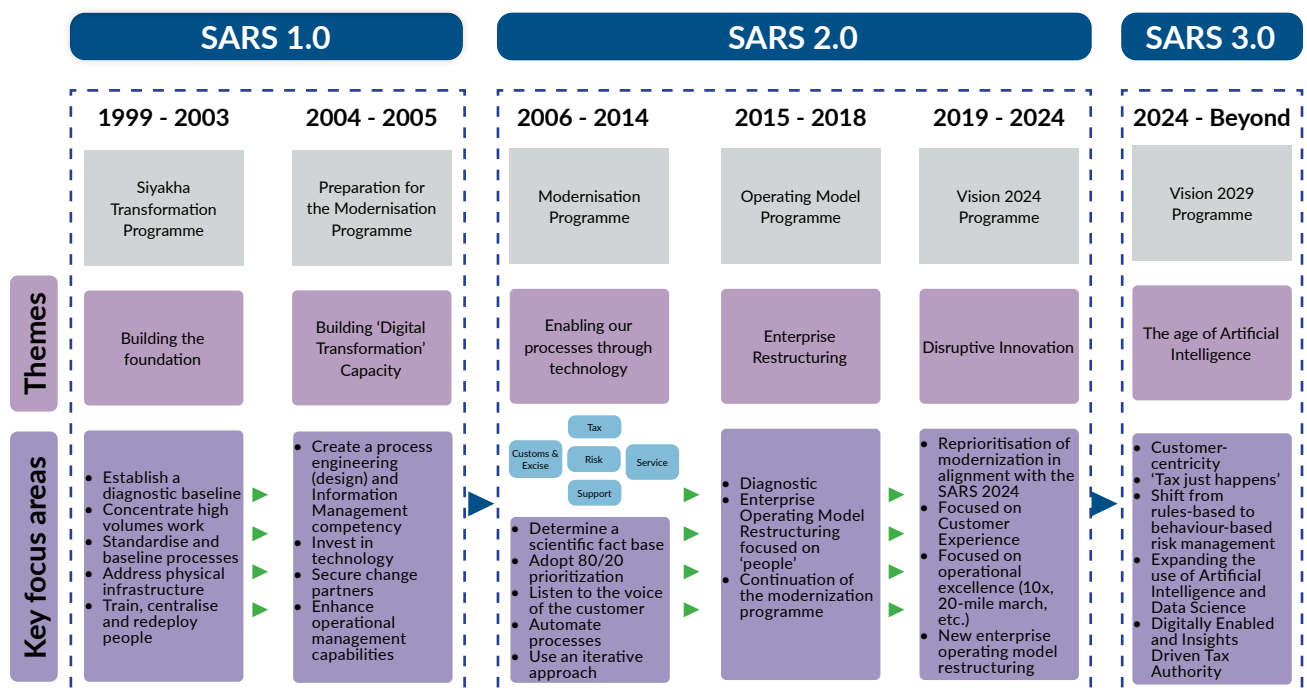 SARS 1.0
SARS 2.0
SARS 3.0
1999 - 2003
2004 - 2005
2006 - 2014
2015 - 2018
2019 - 2024
2024 - Beyond
Siyakha
Transformation
Programme
Preparation for
the Modernisation
Programme
Modernisation
Programme
Operating Model
Programme
Vision 2024
Programme
Vision 2029
Programme
Themes
Building the
foundation
Building ‘Digital
Transformation’
Capacity
Enabling our
processes through
technology
Enterprise
Restructuring
Disruptive Innovation
The age of Artificial
Intelligence
Key focus areas
• Establish a
diagnostic baseline
• Concentrate high
volumes work
• Standardise and
baseline processes
• Address physical
infrastructure
• Train, centralise
and redeploy
people
• Create a process
engineering
(design) and
Information
Management
competency
• Invest in
technology
• Secure change
partners
• Enhance
operational
management
capabilities
Tax
Customs &
Excise
Risk
Service
Support
• Determine a
scientific fact base
• Adopt 80/20
prioritization
• Listen to the voice
of the customer
• Automate
processes
• Use an iterative
approach
• Diagnostic
• Enterprise
Operating Model
Restructuring
focused on
‘people’
• Continuation of
the modernization
programme
• Reprioritisation of
modernization in
alignment with the
SARS 2024
• Focused on
Customer
Experience
• Focused on
operational
excellence (10x,
20-mile march,
etc.)
• New enterprise
operating model
restructuring
• Customer-
centricity
• ‘Tax just happens’
• Shift from
rules-based to
behaviour-based
risk management
• Expanding the
use of Artificial
Intelligence and
Data Science
• Digitally Enabled
and Insights
Driven Tax
Authority